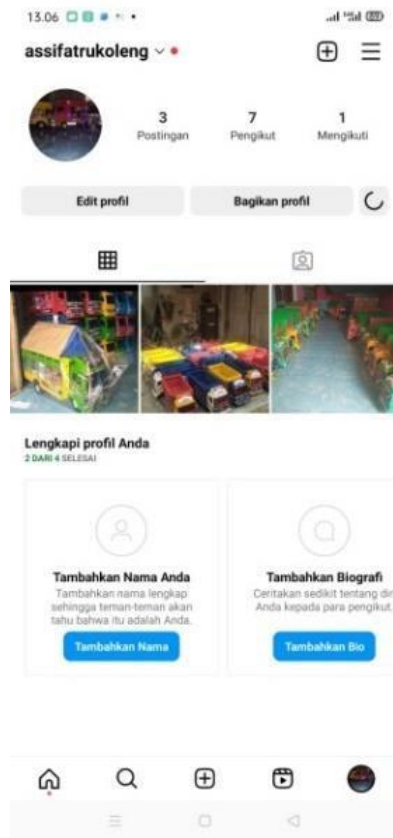 13.06
assifatrukoleng
3 7 1
Postingan Pengikut Mengikuti
Edit profil Bagikan profil
Lengkapi profil Anda
2 DARI 4 SELESAI
Tambahkan Nama Anda
Tambahkan nama lengkap
sehingga teman-teman akan
tahu bahwa itu adalah Anda.
Tambahkan Nama
Tambahkan Biografi
Ceritakan sedikit tentang dir
Anda kepada para pengikut.
Tambahkan Bio